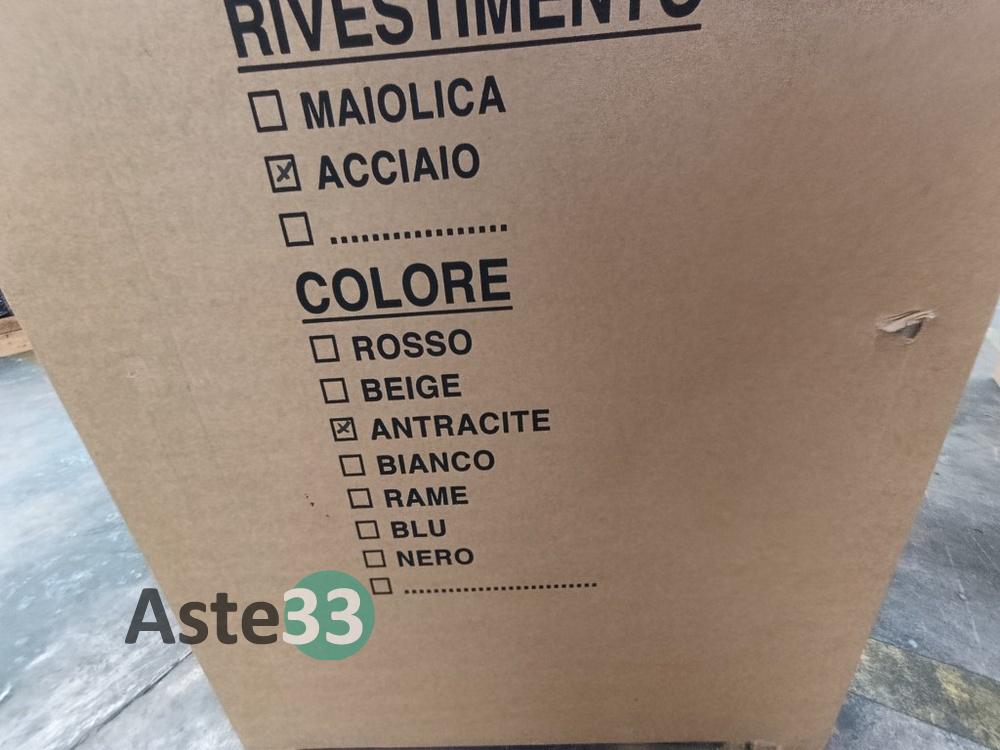 RIVESTIMENTO
☐ MAIOLICA
☒ ACCIAIO
☐ .................
COLORE
☐ ROSSO
☐ BEIGE
☒ ANTRACITE
☐ BIANCO
☐ RAME
☐ BLU
☐ NERO
☐ ..........................
Aste33